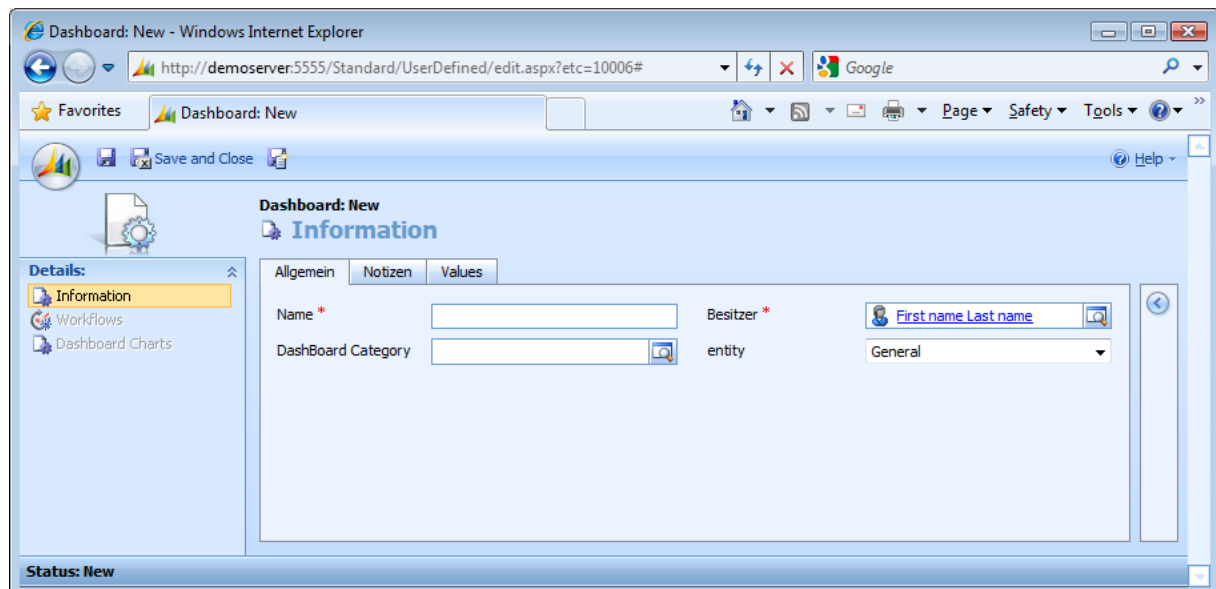 Dashboard: New - Windows Internet Explorer
http://demoserver:5555/Standard/UserDefined/edit.aspx?etc=10006#
Google
Favorites
Dashboard: New
Page Safety Tools
Save and Close
Help
Dashboard: New
Information
Details:
Information
Workflows
Dashboard Charts
Allgemein Notizen Values
Name *
Besitzer *
First name Last name
DashBoard Category
entity
General
Status: New